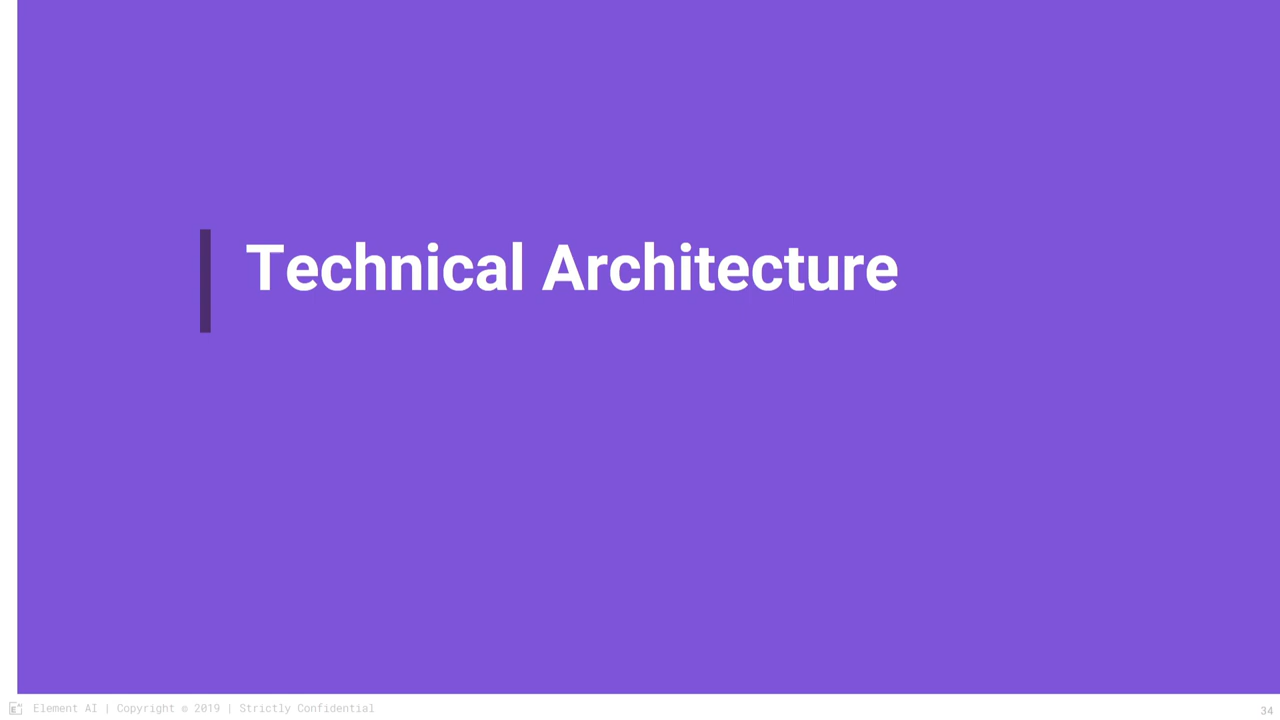 Technical Architecture
Element AI | Copyright © 2019 | Strictly Confidential
34